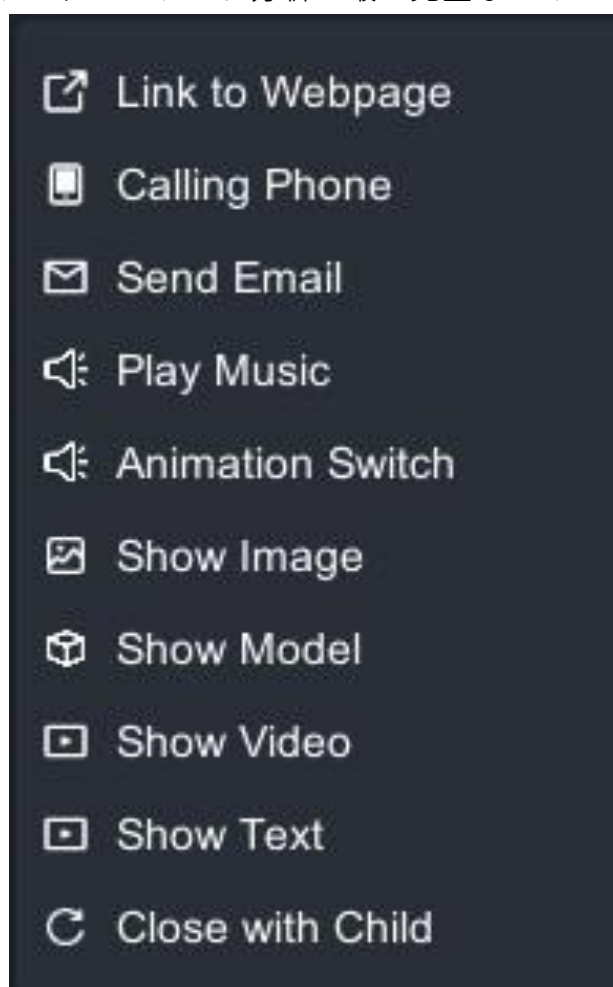 Link to Webpage
Calling Phone
Send Email
Play Music
Animation Switch
Show Image
Show Model
Show Video
Show Text
Close with Child